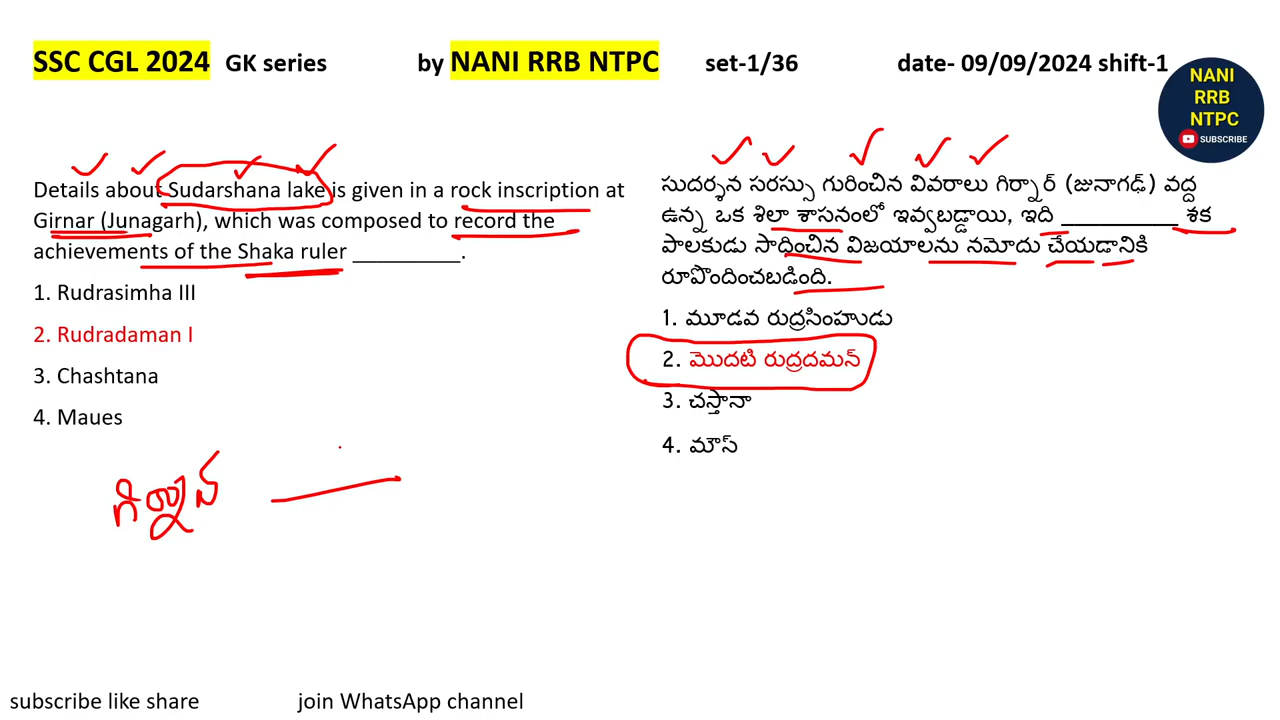 SSC CGL 2024 GK series by NANI RRB NTPC set-1/36 date- 09/09/2024 shift-1
NANI
RRB
NTPC
SUBSCRIBE
Details about Sudarshana lake is given in a rock inscription at
Girnar (Junagarh), which was composed to record the
achievements of the Shaka ruler __________.
1. Rudrasimha III
2. Rudradaman I
3. Chashtana
4. Maues
సుదర్శన సరస్సు గురించిన వివరాలు గిర్నార్ (జునాగఢ్) వద్ద
ఉన్న ఒక శిలా శాసనంలో ఇవ్వబడ్డాయి, ఇది ___________ శక
పాలకుడు సాధించిన విజయాలను నమోదు చేయడానికి
రూపొందించబడింది.
1. మూడవ రుద్రసింహుడు
2. మొదటి రుద్రదమన్
3. చస్తానా
4. మౌస్
subscribe like share join WhatsApp channel